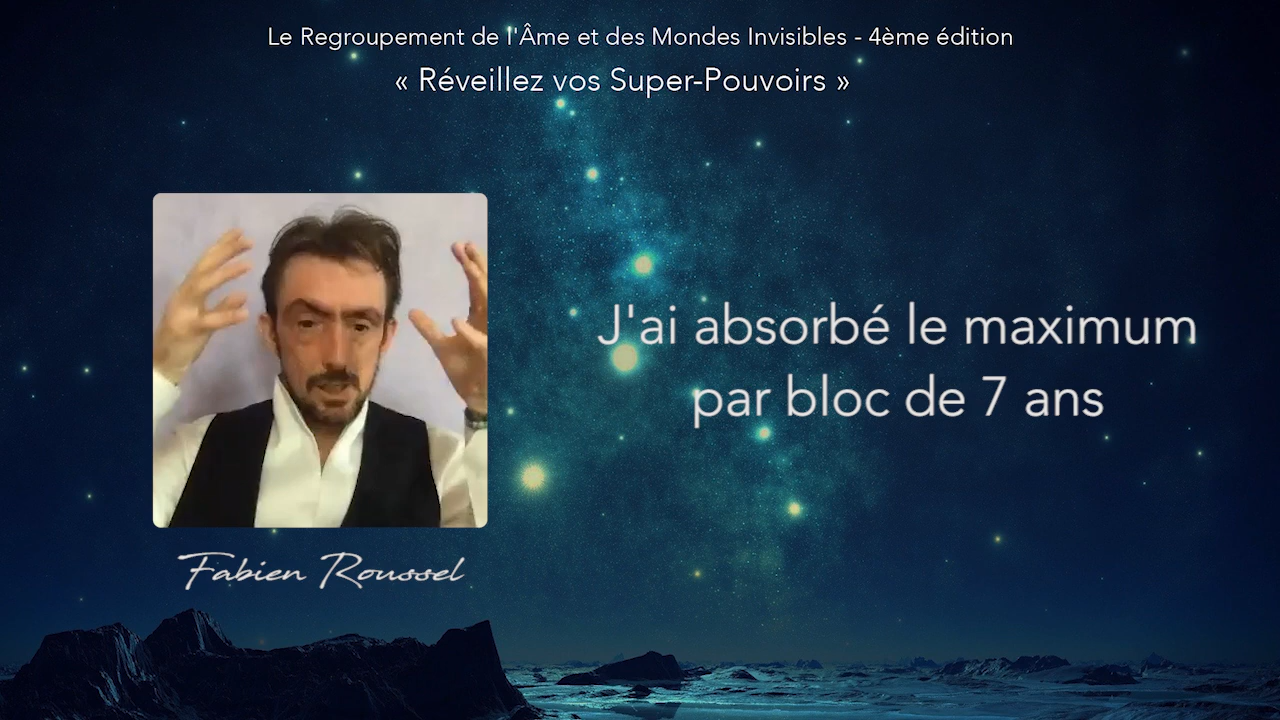 Le Regroupement de l'Âme et des Mondes Invisibles - 4ème édition
« Réveillez vos Super-Pouvoirs »
J'ai absorbé le maximum
par bloc de 7 ans
Fabien Roussel